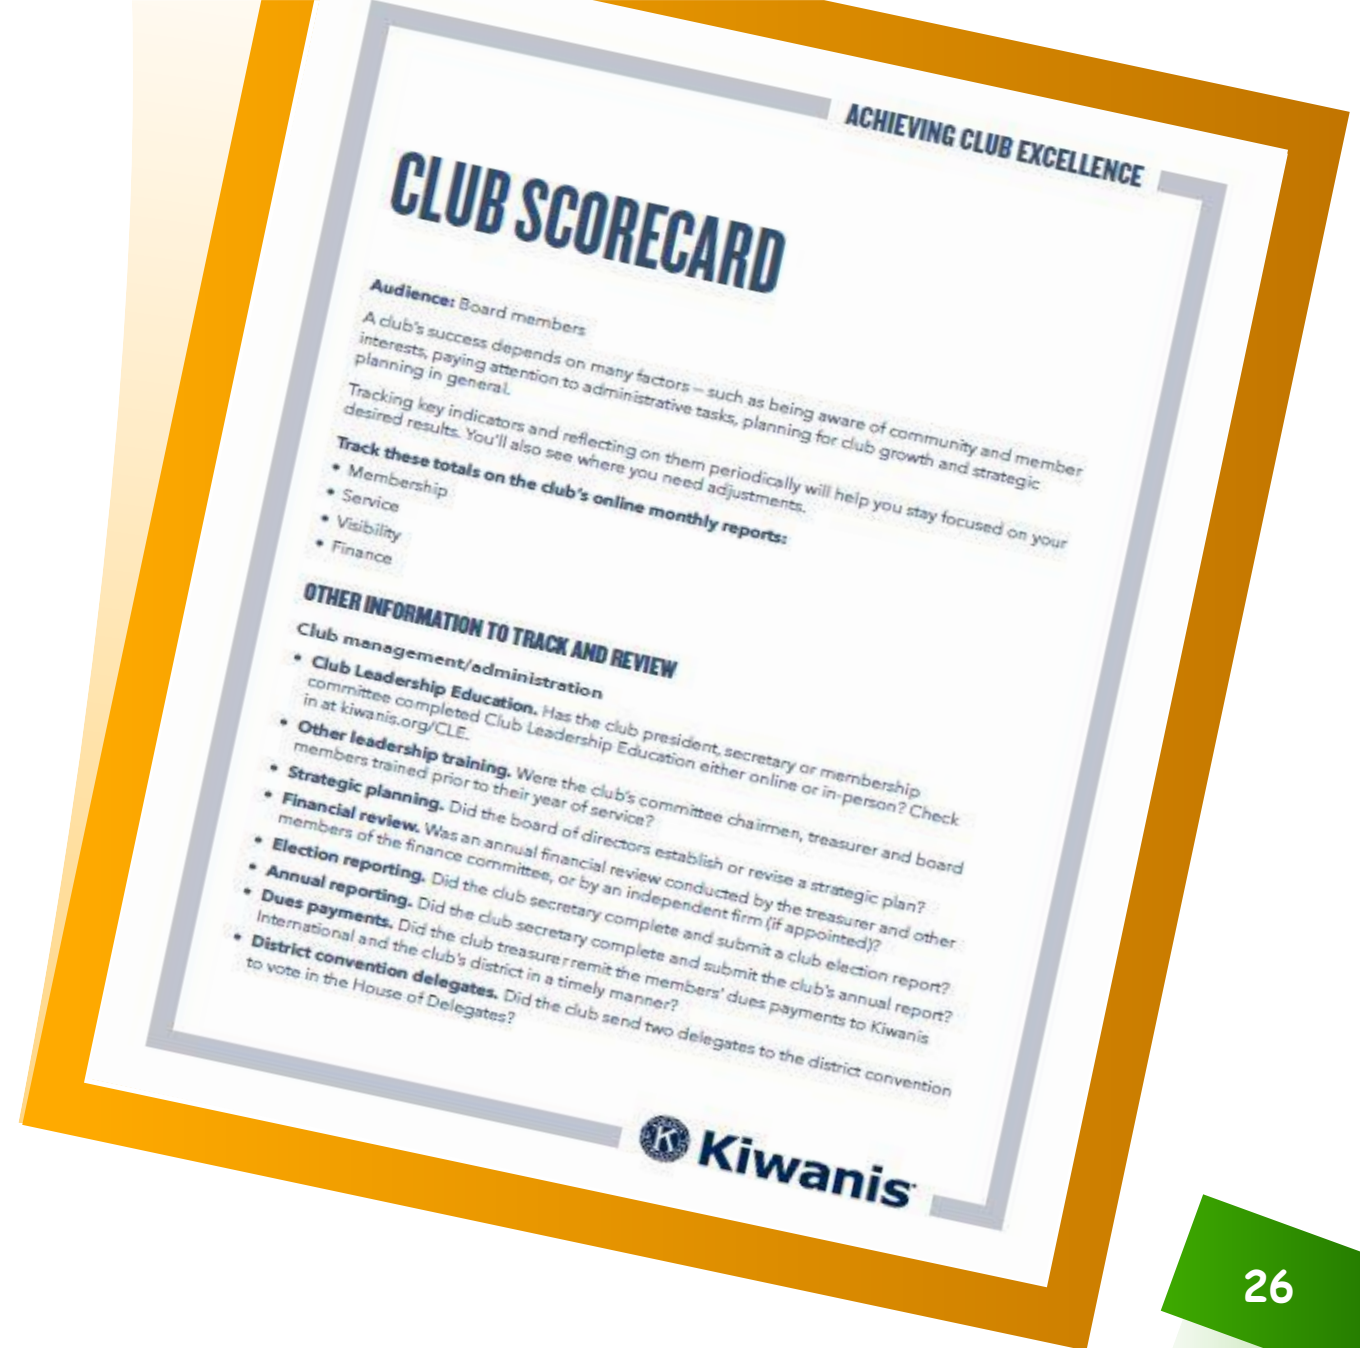 ACHIEVING CLUB EXCELLENCE
CLUB SCORECARD
Audience: Board members
A club's success depends on many factors – such as being aware of community and member
interests, paying attention to administrative tasks, planning for club growth and strategic
planning in general.
Tracking key indicators and reflecting on them periodically will help you stay focused on your
desired results. You'll also see where you need adjustments.
Track these totals on the club's online monthly reports:
• Membership
• Service
• Visibility
• Finance
OTHER INFORMATION TO TRACK AND REVIEW
Club management/administration
• Club Leadership Education. Has the club president, secretary or membership
committee completed Club Leadership Education either online or in-person? Check
in at kiwanis.org/CLE.
• Other leadership training. Were the club's committee chairmen, treasurer and board
members trained prior to their year of service?
• Strategic planning. Did the board of directors establish or revise a strategic plan?
• Financial review. Was an annual financial review conducted by the treasurer and other
members of the finance committee, or by an independent firm (if appointed)?
• Election reporting. Did the club secretary complete and submit a club election report?
• Annual reporting. Did the club secretary complete and submit the club's annual report?
• Dues payments. Did the club treasurer remit the members' dues payments to Kiwanis
International and the club's district in a timely manner?
• District convention delegates. Did the club send two delegates to the district convention
to vote in the House of Delegates?
K Kiwanis
26